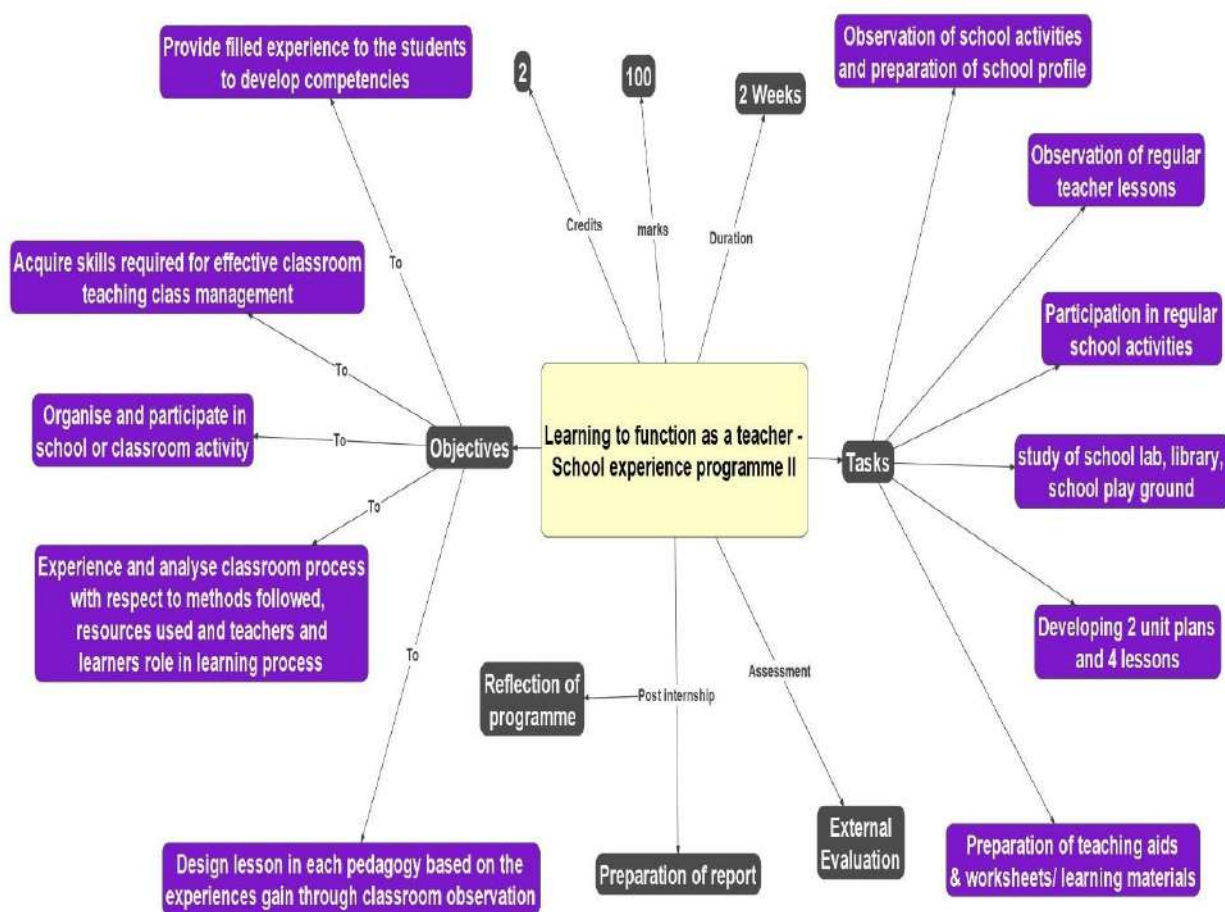 Provide filled experience to the students
to develop competencies
2
100
2 Weeks
Observation of school activities
and preparation of school profile
Observation of regular
teacher lessons
Credits
marks
Duration
To
Acquire skills required for effective classroom
teaching class management
Participation in regular
school activities
To
Organise and participate in
school or classroom activity
To
Objectives
Learning to function as a teacher -
School experience programme II
Tasks
study of school lab, library,
school play ground
To
Experience and analyse classroom process
with respect to methods followed,
resources used and teachers and
learners role in learning process
To
Developing 2 unit plans
and 4 lessons
Reflection of
programme
Post internship
Assessment
Design lesson in each pedagogy based on the
experiences gain through classroom observation
Preparation of report
External
Evaluation
Preparation of teaching aids
& worksheets/ learning materials